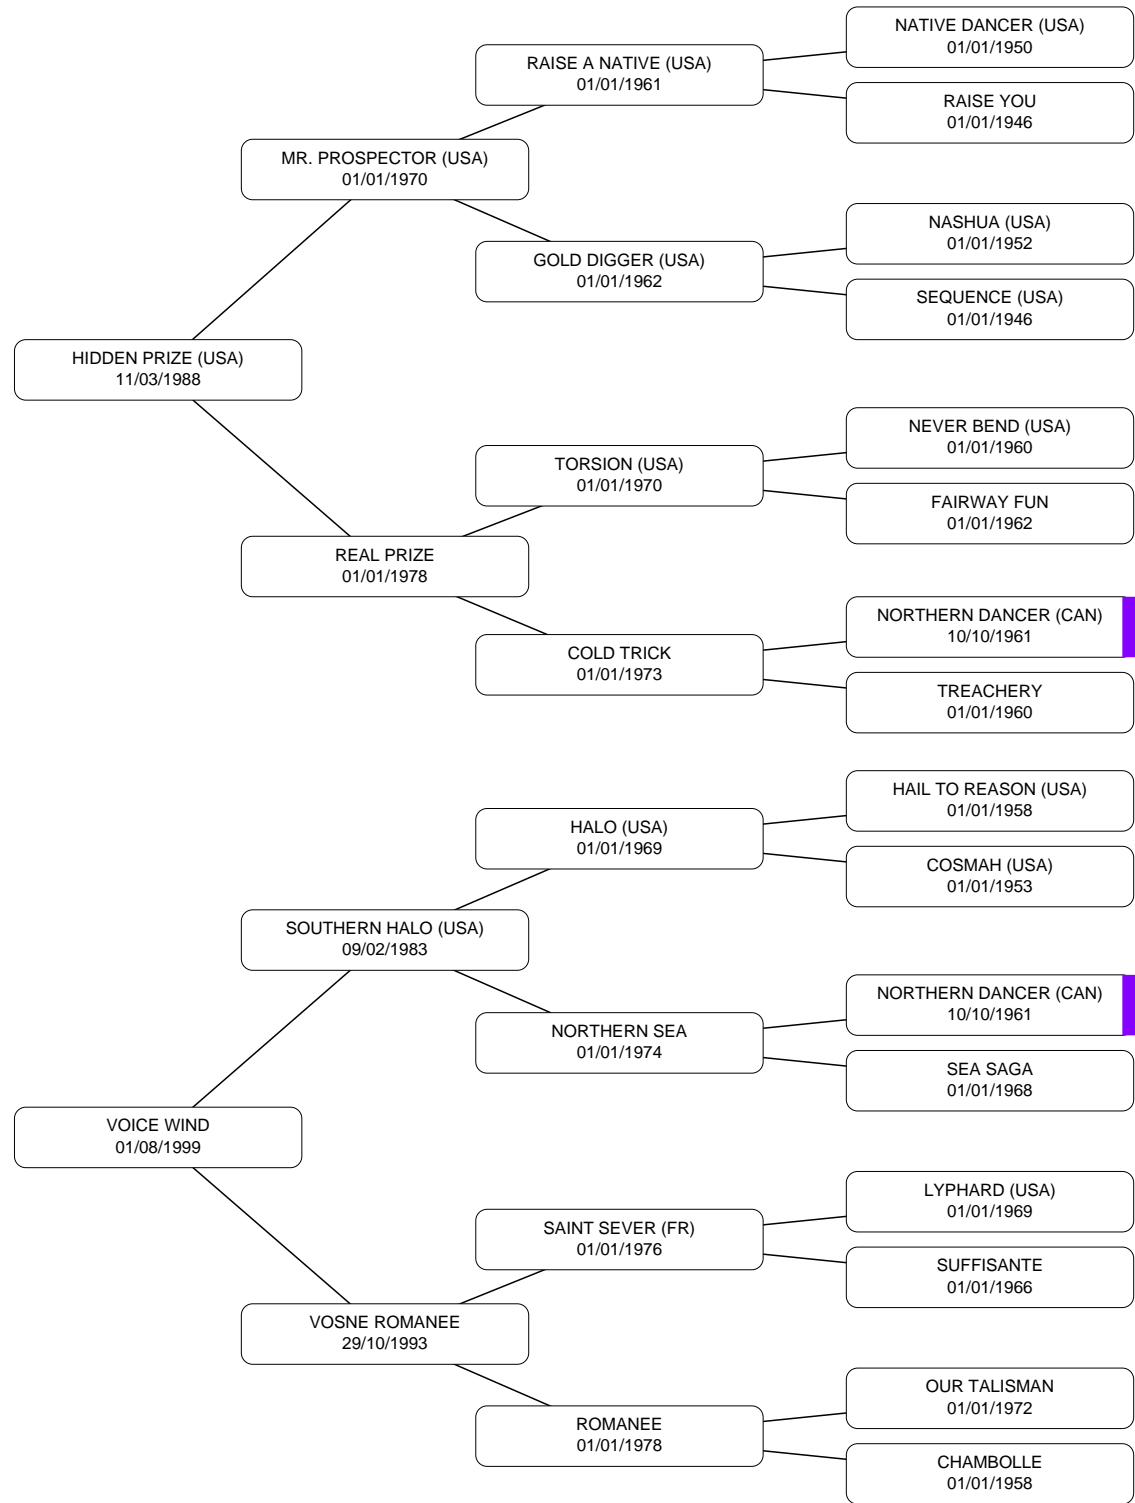 NATIVE DANCER (USA)
01/01/1950
RAISE A NATIVE (USA)
01/01/1961
RAISE YOU
01/01/1946
MR. PROSPECTOR (USA)
01/01/1970
NASHUA (USA)
01/01/1952
GOLD DIGGER (USA)
01/01/1962
SEQUENCE (USA)
01/01/1946
HIDDEN PRIZE (USA)
11/03/1988
NEVER BEND (USA)
01/01/1960
TORSION (USA)
01/01/1970
FAIRWAY FUN
01/01/1962
REAL PRIZE
01/01/1978
NORTHERN DANCER (CAN)
10/10/1961
COLD TRICK
01/01/1973
TREACHERY
01/01/1960
HAIL TO REASON (USA)
01/01/1958
HALO (USA)
01/01/1969
COSMAH (USA)
01/01/1953
SOUTHERN HALO (USA)
09/02/1983
NORTHERN DANCER (CAN)
10/10/1961
NORTHERN SEA
01/01/1974
SEA SAGA
01/01/1968
VOICE WIND
01/08/1999
LYPHARD (USA)
01/01/1969
SAINT SEVER (FR)
01/01/1976
SUFFISANTE
01/01/1966
VOSNE ROMANEE
29/10/1993
OUR TALISMAN
01/01/1972
ROMANEE
01/01/1978
CHAMBOLLE
01/01/1958